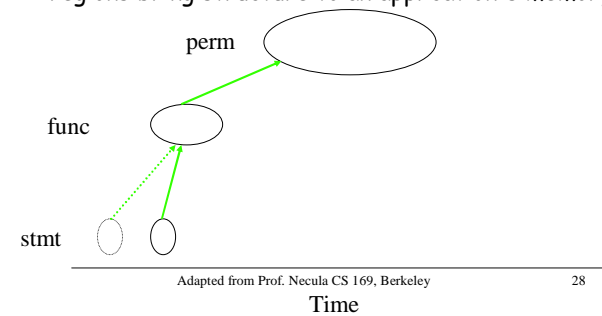 perm
func
stmt
Adapted from Prof. Necula CS 169, Berkeley 28
Time